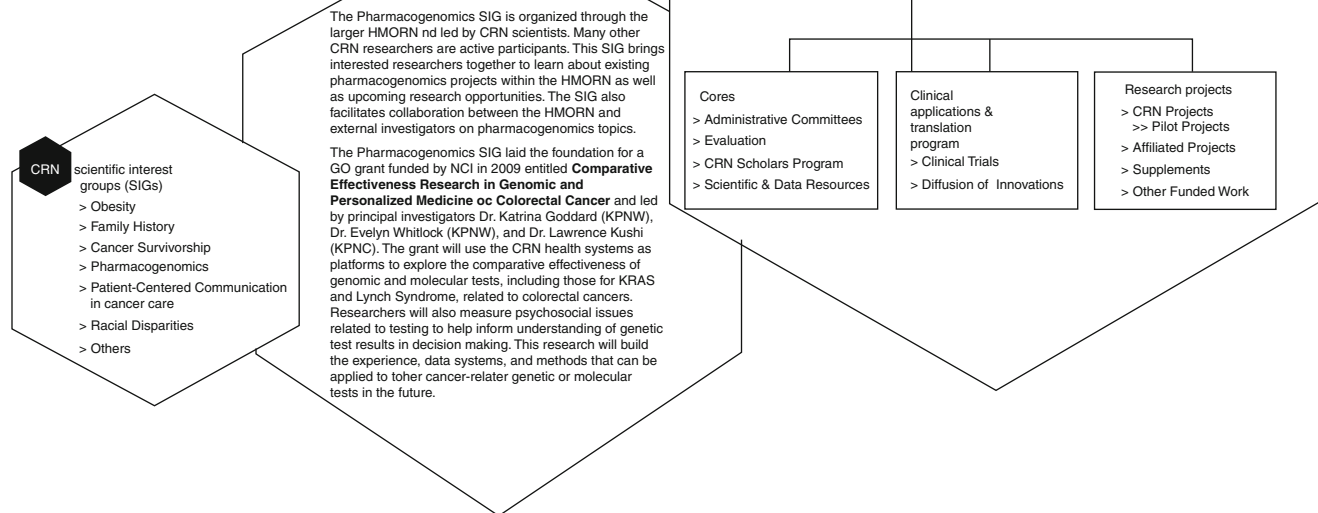 CRN
scientific interest
groups (SIGs)
> Obesity
> Family History
> Cancer Survivorship
> Pharmacogenomics
> Patient-Centered Communication
in cancer care
> Racial Disparities
> Others
The Pharmacogenomics SIG is organized through the
larger HMORN nd led by CRN scientists. Many other
CRN researchers are active participants. This SIG brings
interested researchers together to learn about existing
pharmacogenomics projects within the HMORN as well
as upcoming research opportunities. The SIG also
facilitates collaboration between the HMORN and
external investigators on pharmacogenomics topics.
The Pharmacogenomics SIG laid the foundation for a
GO grant funded by NCI in 2009 entitled Comparative
Effectiveness Research in Genomic and
Personalized Medicine oc Colorectal Cancer and led
by principal investigators Dr. Katrina Goddard (KPNW),
Dr. Evelyn Whitlock (KPNW), and Dr. Lawrence Kushi
(KPNC). The grant will use the CRN health systems as
platforms to explore the comparative effectiveness of
genomic and molecular tests, including those for KRAS
and Lynch Syndrome, related to colorectal cancers.
Researchers will also measure psychosocial issues
related to testing to help inform understanding of genetic
test results in decision making. This research will build
the experience, data systems, and methods that can be
applied to toher cancer-relater genetic or molecular
tests in the future.
Cores
> Administrative Committees
> Evaluation
> CRN Scholars Program
> Scientific & Data Resources
Clinical
applications &
translation
program
> Clinical Trials
> Diffusion of Innovations
Research projects
> CRN Projects
>> Pilot Projects
> Affiliated Projects
> Supplements
> Other Funded Work